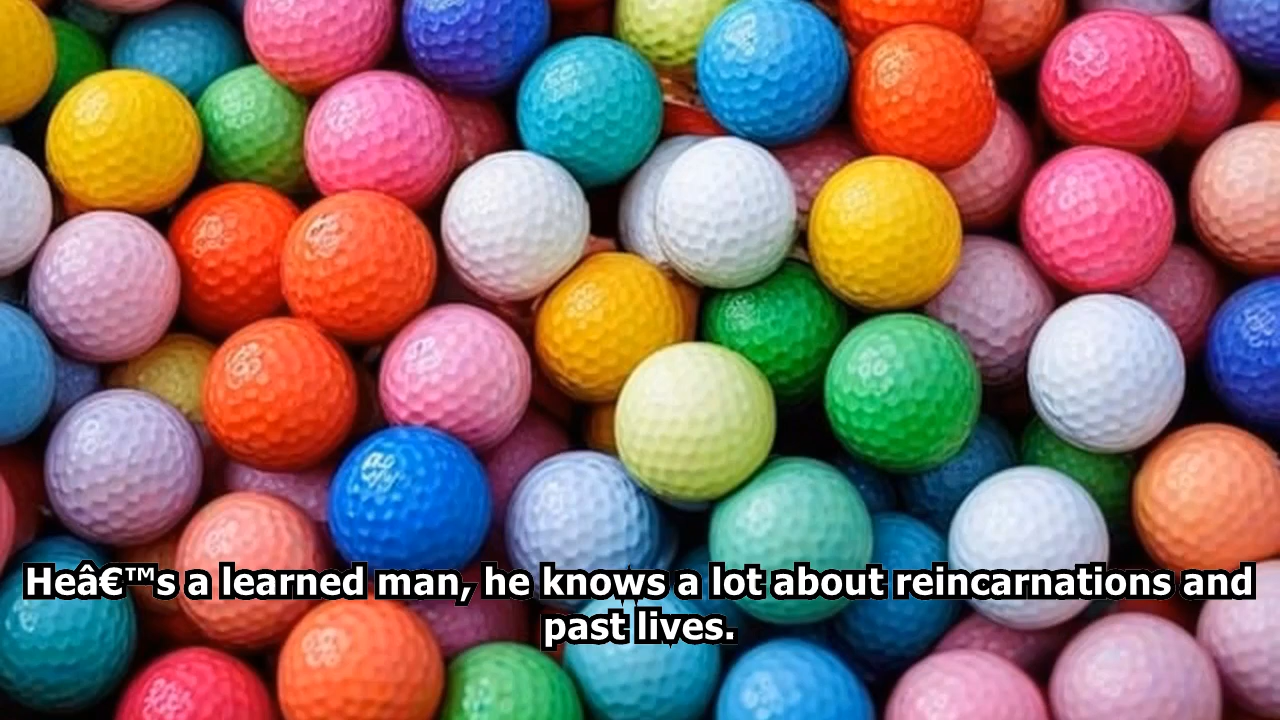 Heâ€™s a learned man, he knows a lot about reincarnations and
past lives.